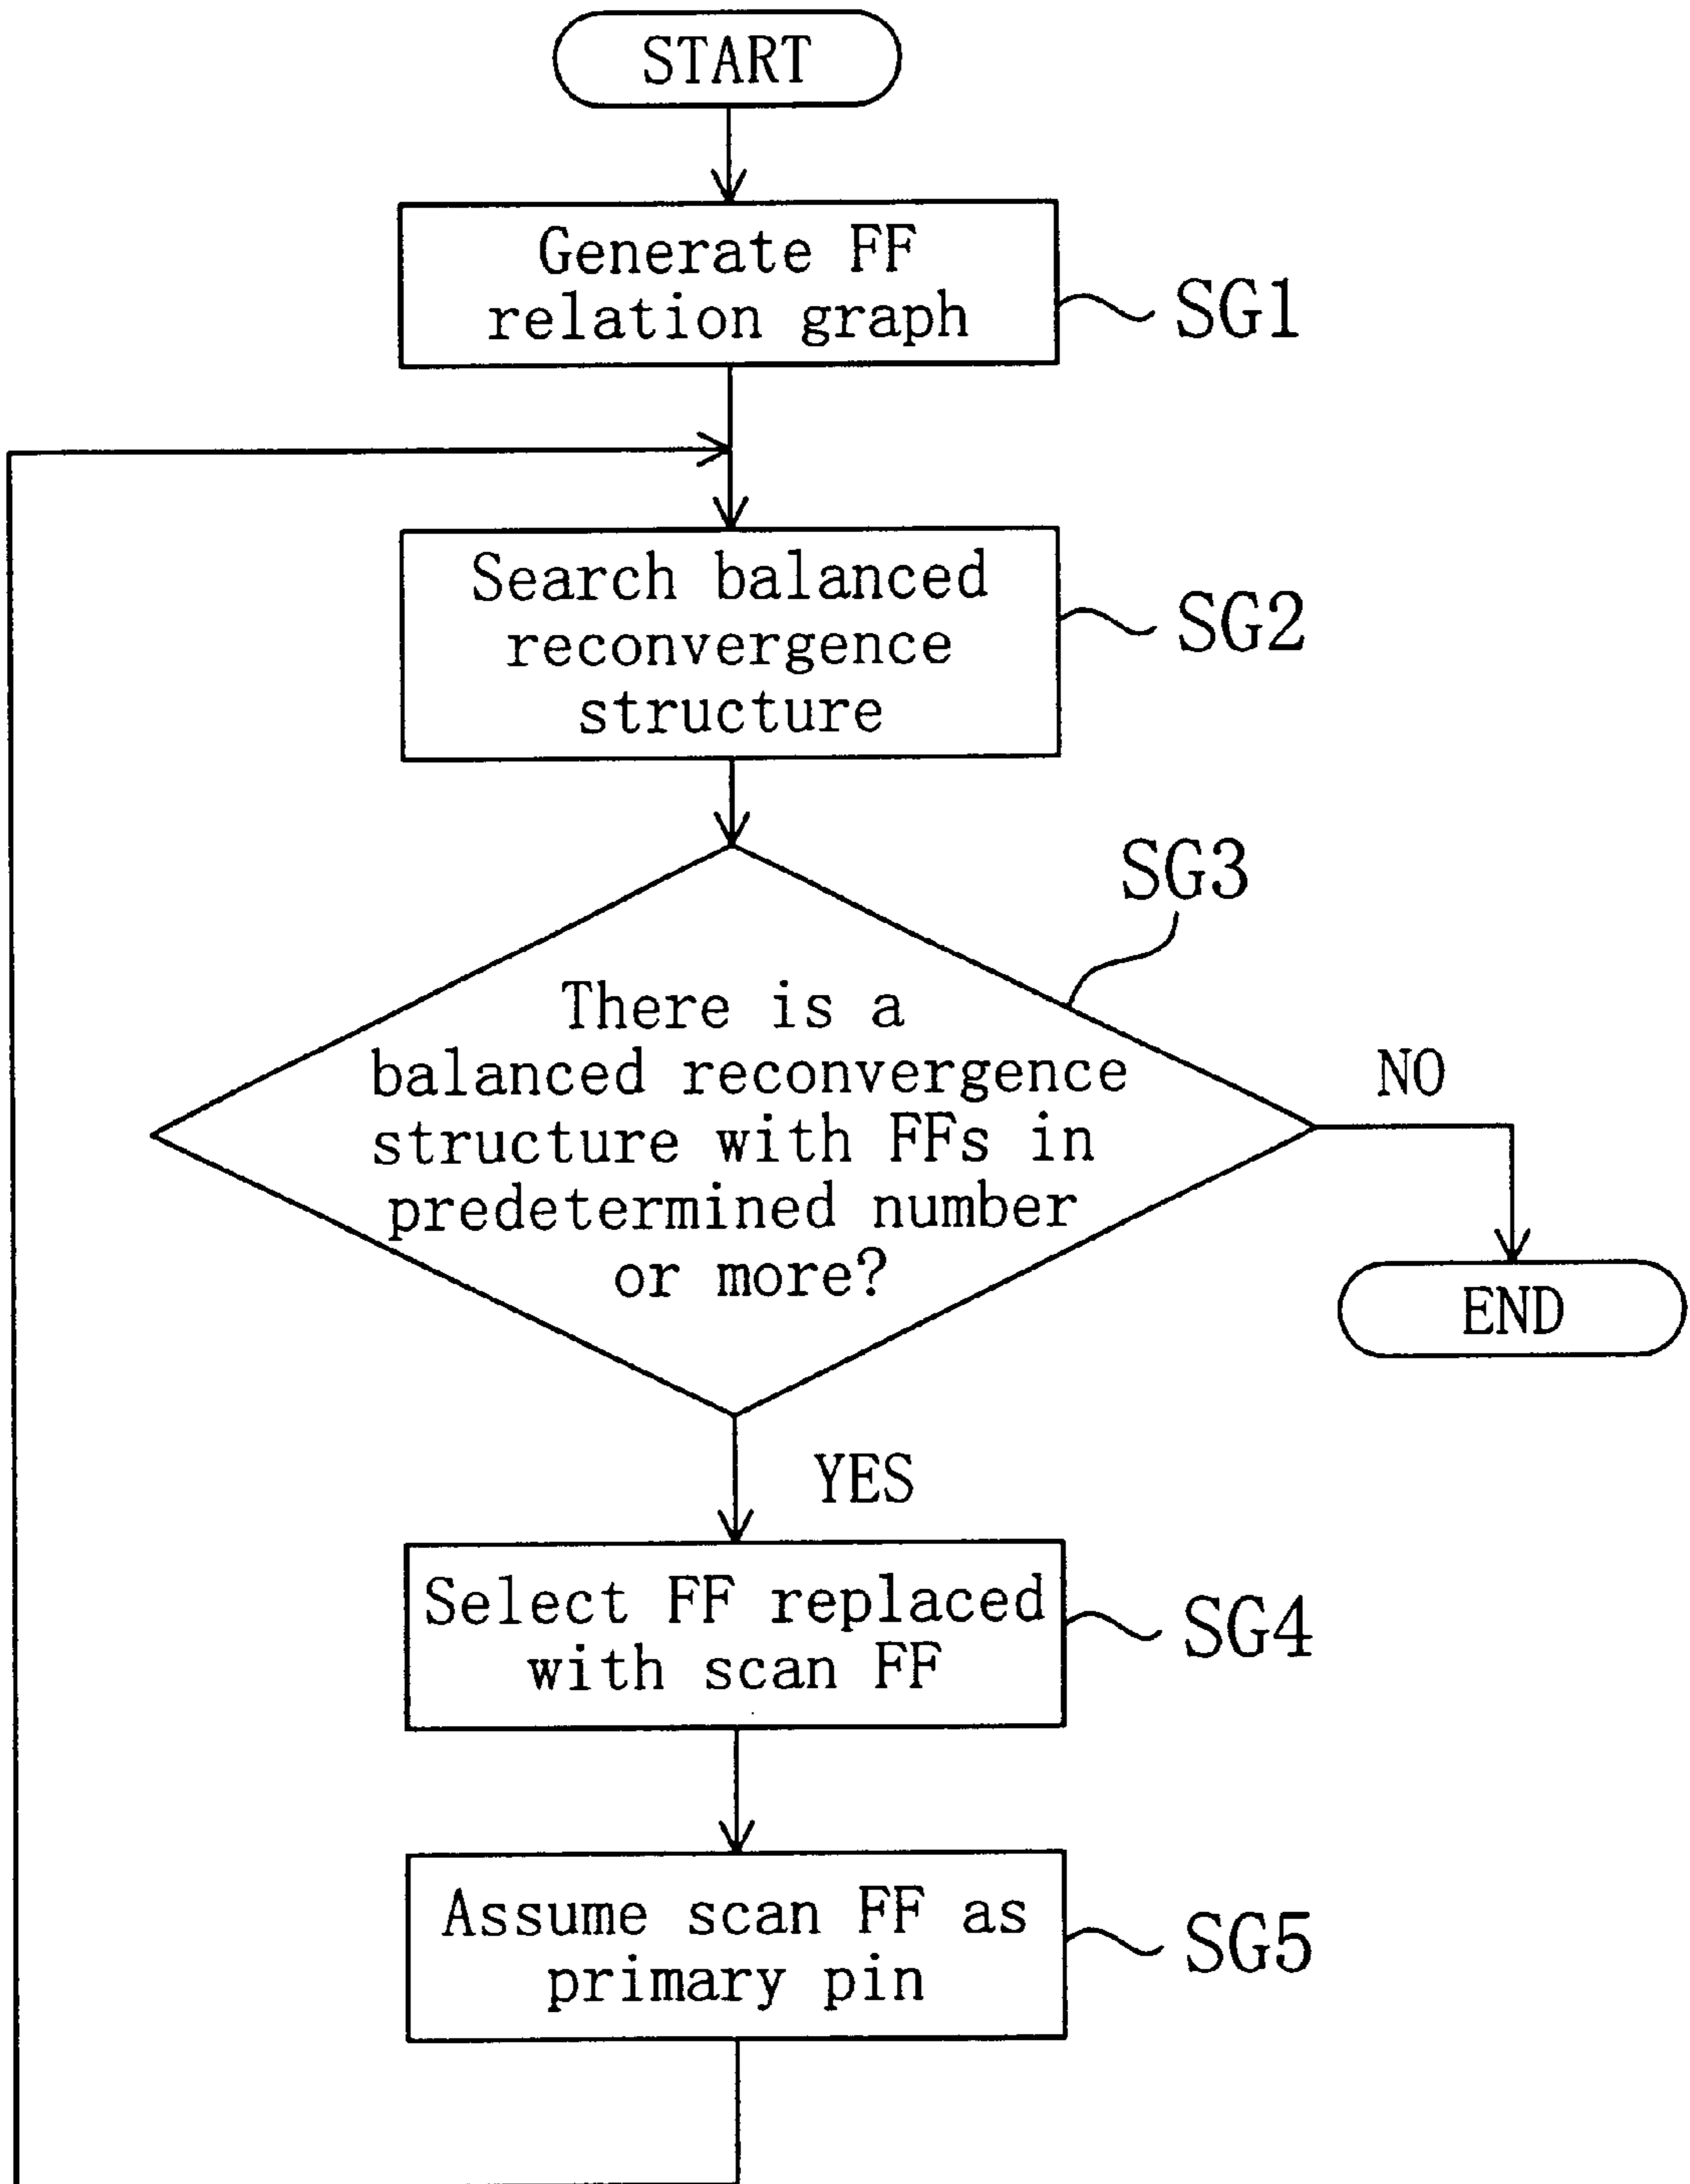 START
Generate FF
relation graph
SG1
Search balanced
reconvergence
structure
SG2
SG3
There is a
balanced reconvergence
structure with FFs in
predetermined number
or more?
NO
END
YES
Select FF replaced
with scan FF
SG4
Assume scan FF as
primary pin
SG5